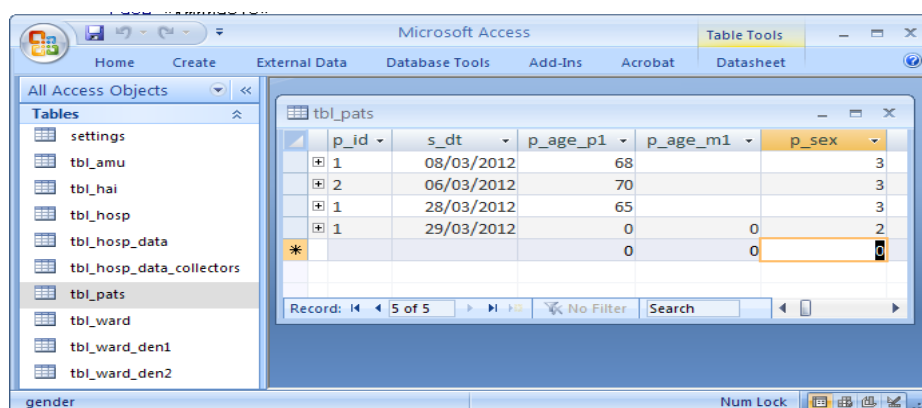 Microsoft Access
Table Tools
Home Create External Data Database Tools Add-Ins Acrobat Datasheet
All Access Objects
Tables
settings
tbl_amu
tbl_hai
tbl_hosp
tbl_hosp_data
tbl_hosp_data_collectors
tbl_pats
tbl_ward
tbl_ward_den1
tbl_ward_den2
tbl_pats
p_id s_dt p_age_p1 p_age_m1 p_sex
1 08/03/2012 68 3
2 06/03/2012 70 3
1 28/03/2012 65 3
1 29/03/2012 0 0 2
0 0 0
Record: 5 of 5 No Filter Search
gender Num Lock